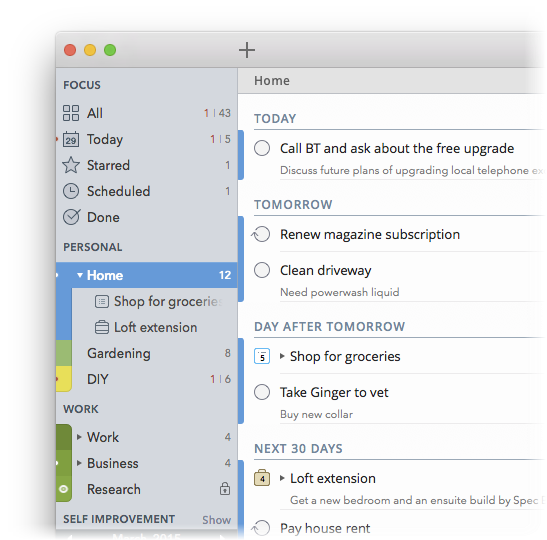 Home
FOCUS
All 1 | 43
29 Today 1 | 5
Starred 1
Scheduled 1
Done
PERSONAL
Home 12
Shop for groceries
Loft extension
Gardening 8
DIY 1 | 6
WORK
Work 4
Business 4
Research
SELF IMPROVEMENT Show
March 2015
TODAY
Call BT and ask about the free upgrade
Discuss future plans of upgrading local telephone
TOMORROW
Renew magazine subscription
Clean driveway
Need powerwash liquid
DAY AFTER TOMORROW
5 Shop for groceries
Take Ginger to vet
Buy new collar
NEXT 30 DAYS
4 Loft extension
Get a new bedroom and an ensuite build by Spec
Pay house rent